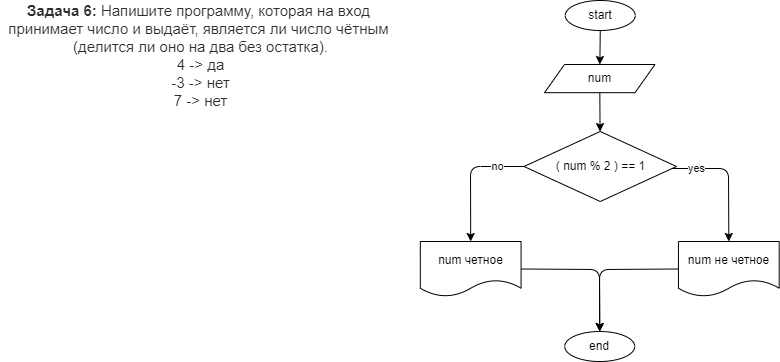 Задача 6: Напишите программу, которая на вход
принимает число и выдаёт, является ли число чётным
(делится ли оно на два без остатка).
4 -> да
-3 -> нет
7 -> нет
start
num
( num % 2 ) == 1
no
yes
num четное
num не четное
end